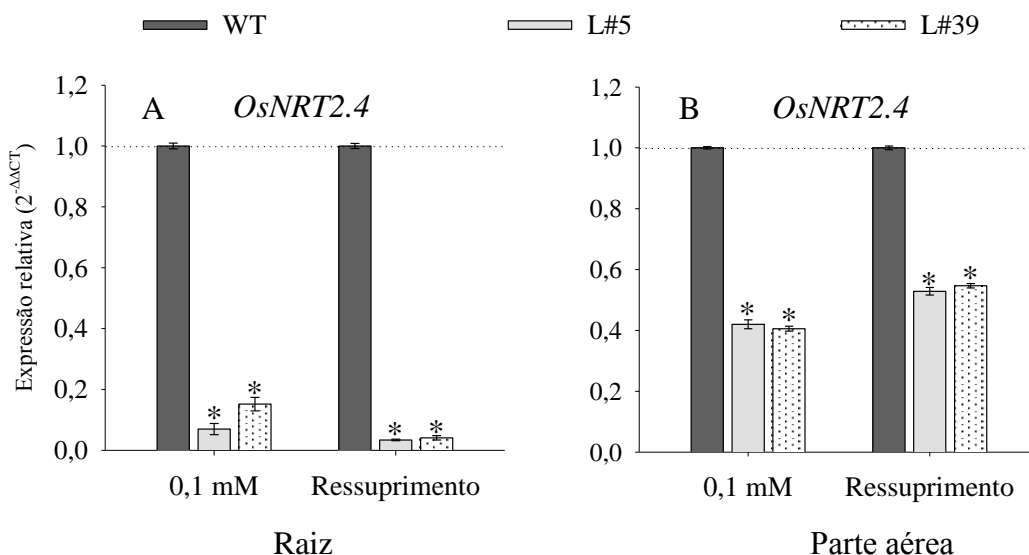 WT L#5 L#39
Expressão relativa (2^-ΔΔCT)
A OsNRT2.4
1,2
1,0
0,8
0,6
0,4
0,2
0,0
* * * *
0,1 mM Ressuprimento
Raiz
B OsNRT2.4
1,2
1,0
0,8
0,6
0,4
0,2
0,0
* * * *
0,1 mM Ressuprimento
Parte aérea